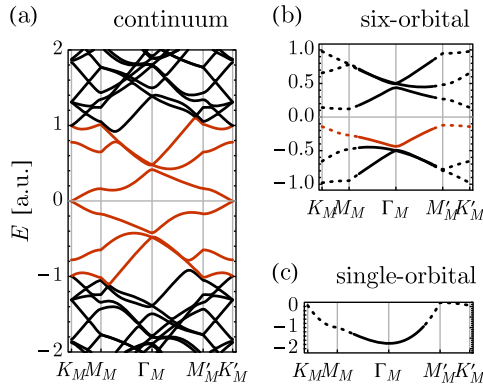 (a) continuum
2
1
0
−1
−2
E [a.u.]
K_M M_M Γ_M M′_M K′_M
(b) six-orbital
1.0
0.5
0.0
−0.5
−1.0
K_M M_M Γ_M M′_M K′_M
(c) single-orbital
0
−1
−2
K_M M_M Γ_M M′_M K′_M